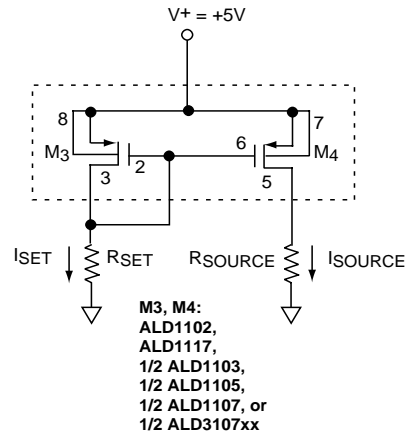 V+ = +5V
8
7
M3
2
6
M4
3
5
ISET
RSET
RSOURCE
ISOURCE
M3, M4:
ALD1102,
ALD1117,
1/2 ALD1103,
1/2 ALD1105,
1/2 ALD1107, or
1/2 ALD3107xx